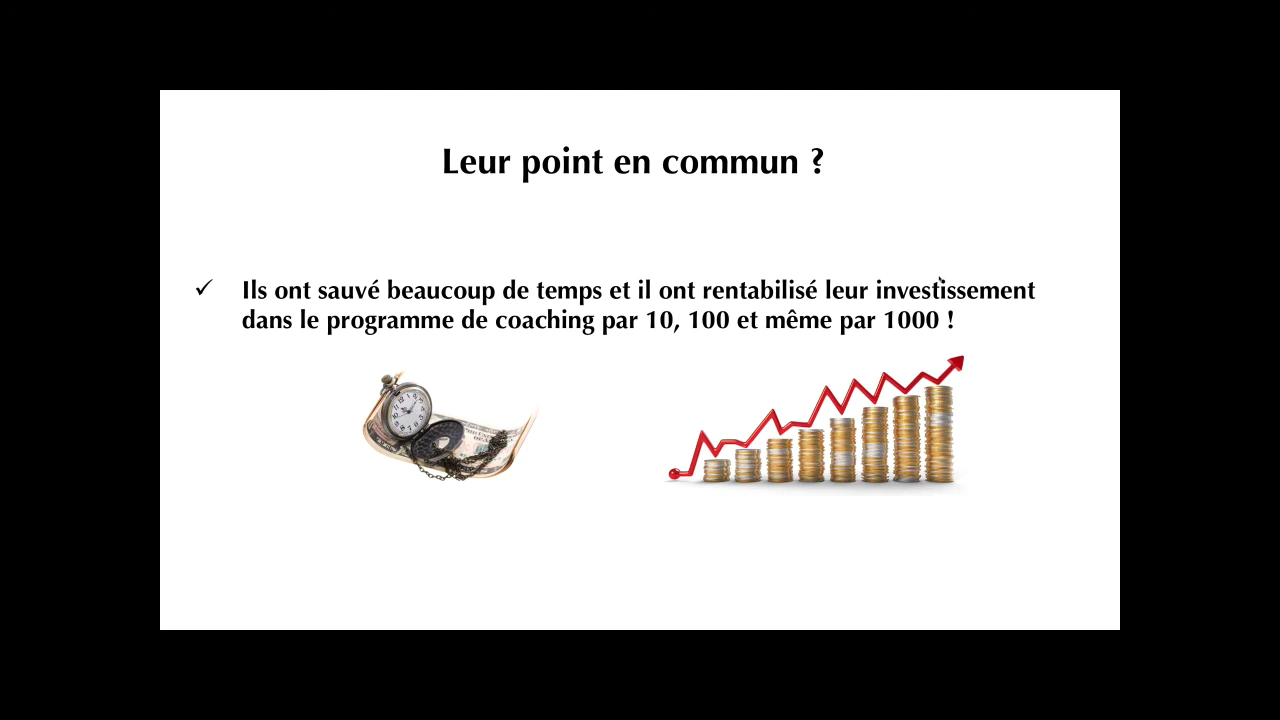 Leur point en commun ?
✓ Ils ont sauvé beaucoup de temps et il ont rentabilisé leur investissement
dans le programme de coaching par 10, 100 et même par 1000 !